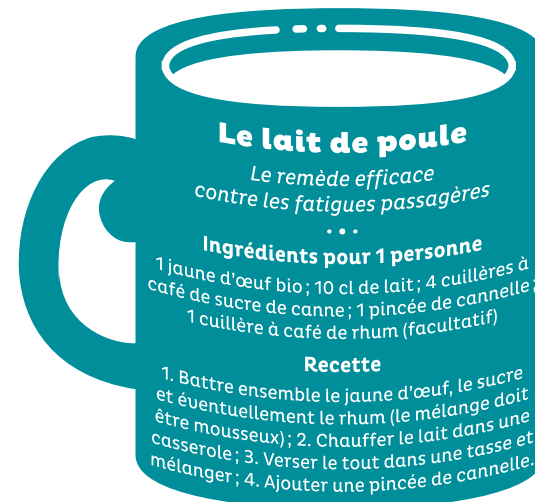 Le lait de poule
Le remède efficace
contre les fatigues passagères
...
Ingrédients pour 1 personne
1 jaune d’œuf bio ; 10 cl de lait ; 4 cuillères à
café de sucre de canne ; 1 pincée de cannelle ;
1 cuillère à café de rhum (facultatif)
Recette
1. Battre ensemble le jaune d’œuf, le sucre
et éventuellement le rhum (le mélange doit
être mousseux) ; 2. Chauffer le lait dans une
casserole ; 3. Verser le tout dans une tasse et
mélanger ; 4. Ajouter une pincée de cannelle.